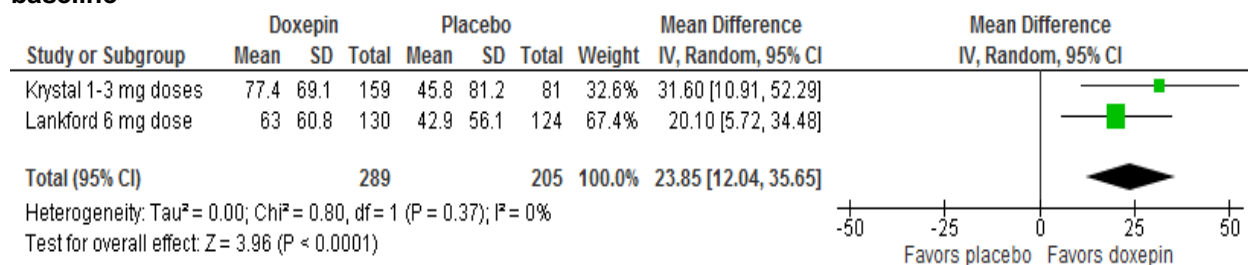 baseline
Doxepin Placebo Mean Difference Mean Difference
Study or Subgroup Mean SD Total Mean SD Total Weight IV, Random, 95% CI IV, Random, 95% CI
Krystal 1-3 mg doses 77.4 69.1 159 45.8 81.2 81 32.6% 31.60 [10.91, 52.29]
Lankford 6 mg dose 63 60.8 130 42.9 56.1 124 67.4% 20.10 [5.72, 34.48]
Total (95% CI) 289 205 100.0% 23.85 [12.04, 35.65]
Heterogeneity: Tau² = 0.00; Chi² = 0.80, df = 1 (P = 0.37); I² = 0%
Test for overall effect: Z = 3.96 (P < 0.0001)
-50 -25 0 25 50
Favors placebo Favors doxepin